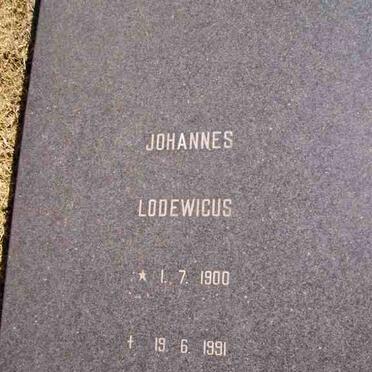 JOHANNES
LODEWICUS
* 1. 7. 1900
† 19. 6. 1991